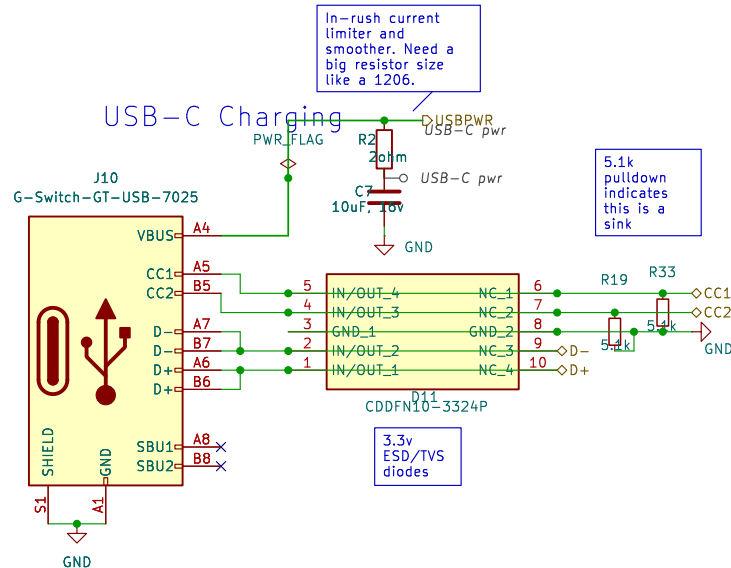 In-rush current
limiter and
smoother. Need a
big resistor size
like a 1206.
USB-C Charging
USBPWR
USB-C pwr
PWR_FLAG
R2
2ohm
USB-C pwr
C7
10uF, 16v
GND
5.1k
pulldown
indicates
this is a
sink
J10
G-Switch-GT-USB-7025
VBUS A4
CC1 A5
CC2 B5
D- A7
D- B7
D+ A6
D+ B6
SBU1 A8
SBU2 B8
SHIELD
GND
S1
A1
GND
5 IN/OUT_4 NC_1 6
4 IN/OUT_3 NC_2 7
3 GND_1 GND_2 8
2 IN/OUT_2 NC_3 9
1 IN/OUT_1 NC_4 10
D-
D+
D11
CDDFN10-3324P
R19
5.1k
R33
5.1k
CC1
CC2
GND
3.3v
ESD/TVS
diodes